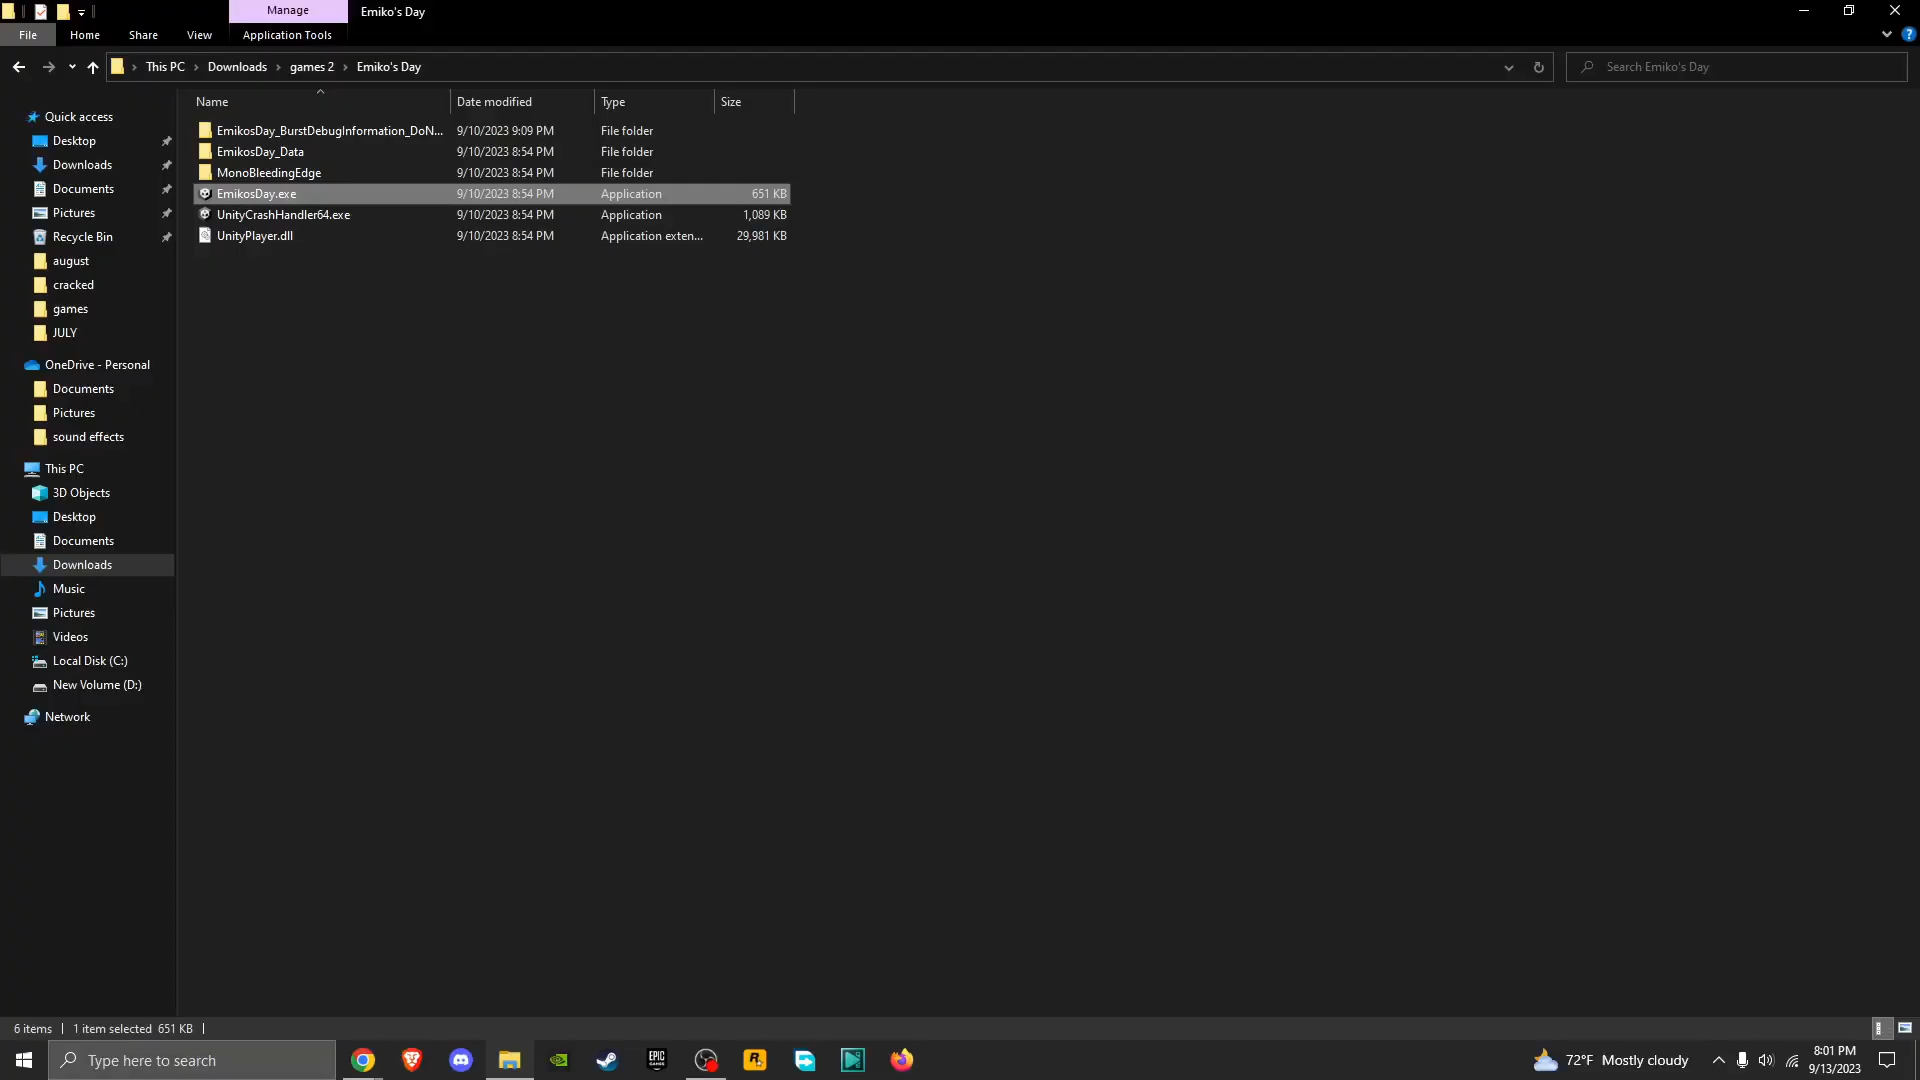 Manage
Emiko's Day
File
Home
Share
View
Application Tools
This PC
Downloads
games 2
Emiko's Day
Search Emiko's Day
Name
Date modified
Type
Size
EmikosDay_BurstDebugInformation_DoN...
9/10/2023 9:09 PM
File folder
EmikosDay_Data
9/10/2023 8:54 PM
File folder
MonoBleedingEdge
9/10/2023 8:54 PM
File folder
EmikosDay.exe
9/10/2023 8:54 PM
Application
651 KB
UnityCrashHandler64.exe
9/10/2023 8:54 PM
Application
1,089 KB
UnityPlayer.dll
9/10/2023 8:54 PM
Application exten...
29,981 KB
Quick access
Desktop
Downloads
Documents
Pictures
Recycle Bin
august
cracked
games
JULY
OneDrive - Personal
Documents
Pictures
sound effects
This PC
3D Objects
Desktop
Documents
Downloads
Music
Pictures
Videos
Local Disk (C:)
New Volume (D:)
Network
6 items
1 item selected 651 KB
Type here to search
EPIC GAMES
72°F Mostly cloudy
8:01 PM
9/13/2023